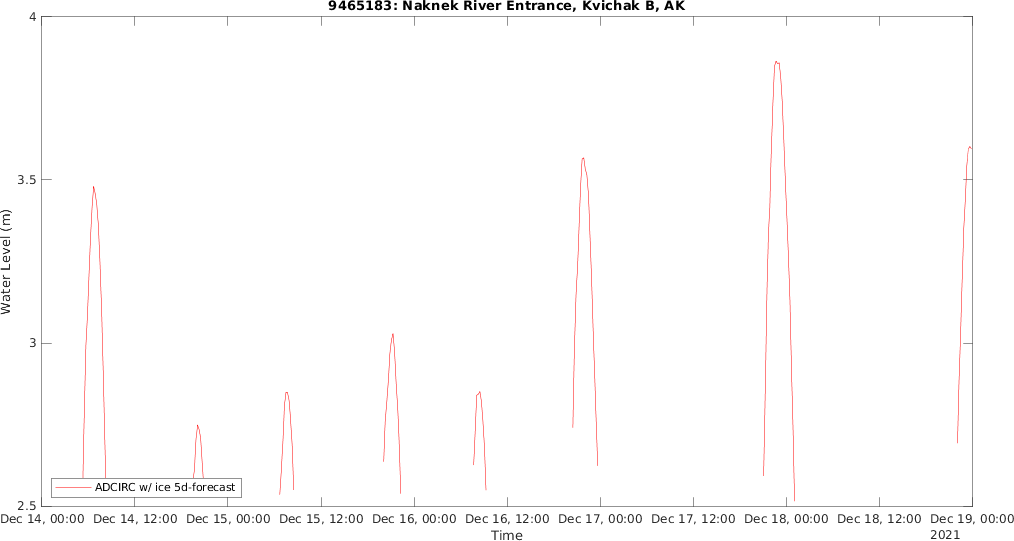 9465183: Naknek River Entrance, Kvichak B, AK
4
3.5
3
2.5
Water Level (m)
ADCIRC w/ ice 5d-forecast
Dec 14, 00:00 Dec 14, 12:00 Dec 15, 00:00 Dec 15, 12:00 Dec 16, 00:00 Dec 16, 12:00 Dec 17, 00:00 Dec 17, 12:00 Dec 18, 00:00 Dec 18, 12:00 Dec 19, 00:00
Time
2021